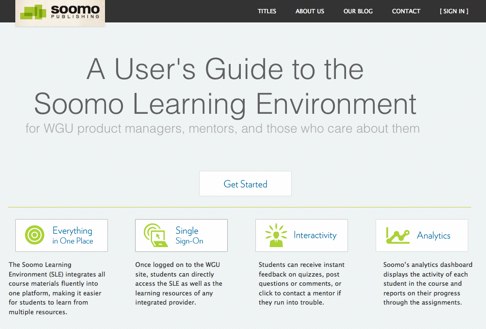 soomo
PUBLISHING
TITLES ABOUT US OUR BLOG CONTACT [ SIGN IN ]
A User's Guide to the
Soomo Learning Environment
for WGU product managers, mentors, and those who care about them
Get Started
Everything
in One Place
The Soomo Learning
Environment (SLE) integrates all
course materials fluently into
one platform, making it easier
for students to learn from
multiple resources.
Single
Sign-On
Once logged on to the WGU
site, students can directly
access the SLE as well as the
learning resources of any
integrated provider.
Interactivity
Students can receive instant
feedback on quizzes, post
questions or comments, or
click to contact a mentor if
they run into trouble.
Analytics
Soomo's analytics dashboard
displays the activity of each
student in the course and
reports on their progress
through the assignments.